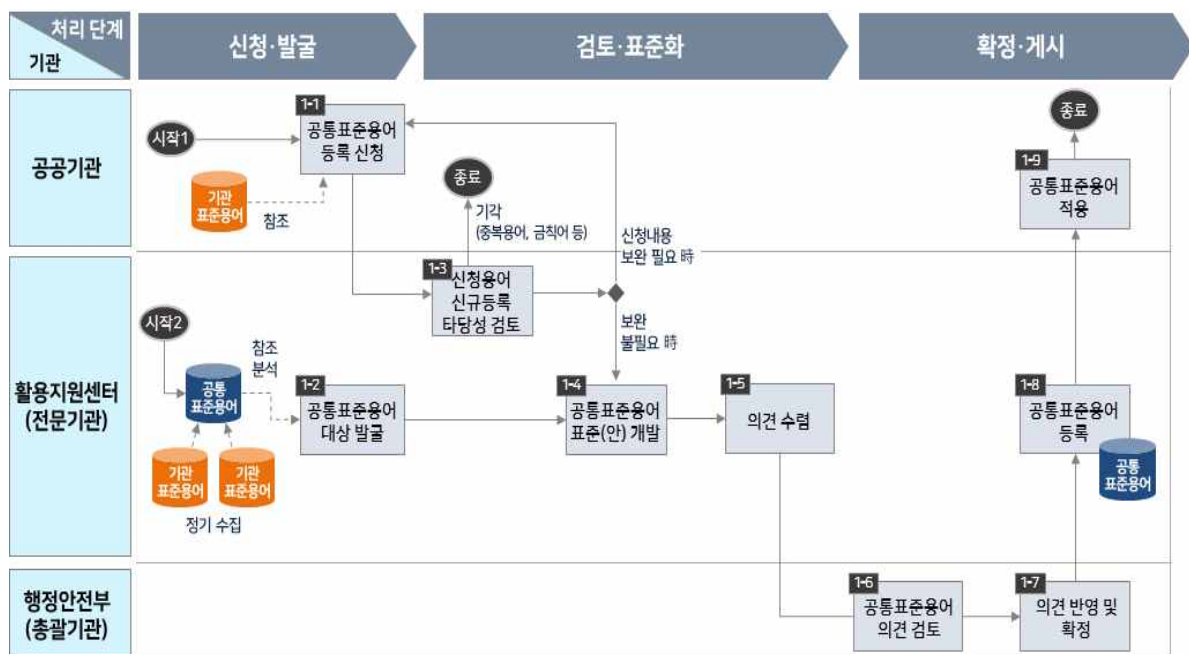 처리 단계
기관
신청·발굴
검토·표준화
확정·게시
공공기관
시작1
1-1
공통표준용어
등록 신청
기관
표준용어
참조
종료
기각
(중복용어, 금칙어 등)
신청내용
보완 필요 時
종료
1-9
공통표준용어
적용
활용지원센터
(전문기관)
시작2
공통
표준용어
참조
분석
기관
표준용어
기관
표준용어
정기 수집
1-2
공통표준용어
대상 발굴
1-3
신청용어
신규등록
타당성 검토
보완
불필요 時
1-4
공통표준용어
표준(안) 개발
1-5
의견 수렴
1-8
공통표준용어
등록
공통
표준용어
행정안전부
(총괄기관)
1-6
공통표준용어
의견 검토
1-7
의견 반영 및
확정